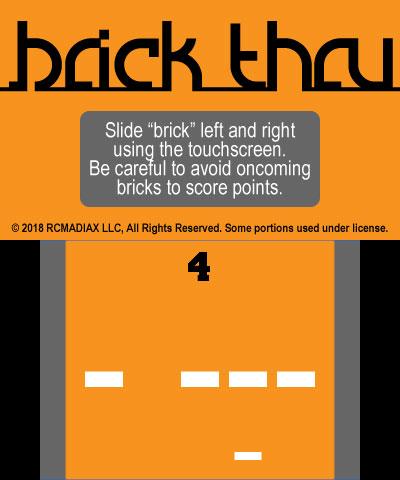 brick thru
Slide “brick” left and right
using the touchscreen.
Be careful to avoid oncoming
bricks to score points.
© 2018 RCMADIAX LLC, All Rights Reserved. Some portions used under license.
4